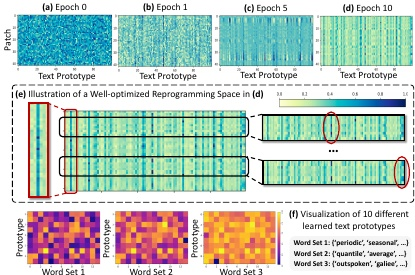 (a) Epoch 0
(b) Epoch 1
(c) Epoch 5
(d) Epoch 10
Patch
Text Prototype
Text Prototype
Text Prototype
Text Prototype
(e) Illustration of a Well-optimized Reprogramming Space in (d)
0.0 0.2 0.4 0.6 0.8 1.0
...
Prototype
Prototype
Word Set 1
Word Set 2
Word Set 3
(f) Visualization of 10 different
learned text prototypes
Word Set 1: {'periodic', 'seasonal', ...}
Word Set 2: {'quantile', 'average', ...}
Word Set 3: {'outspoken', 'galiee', ...}